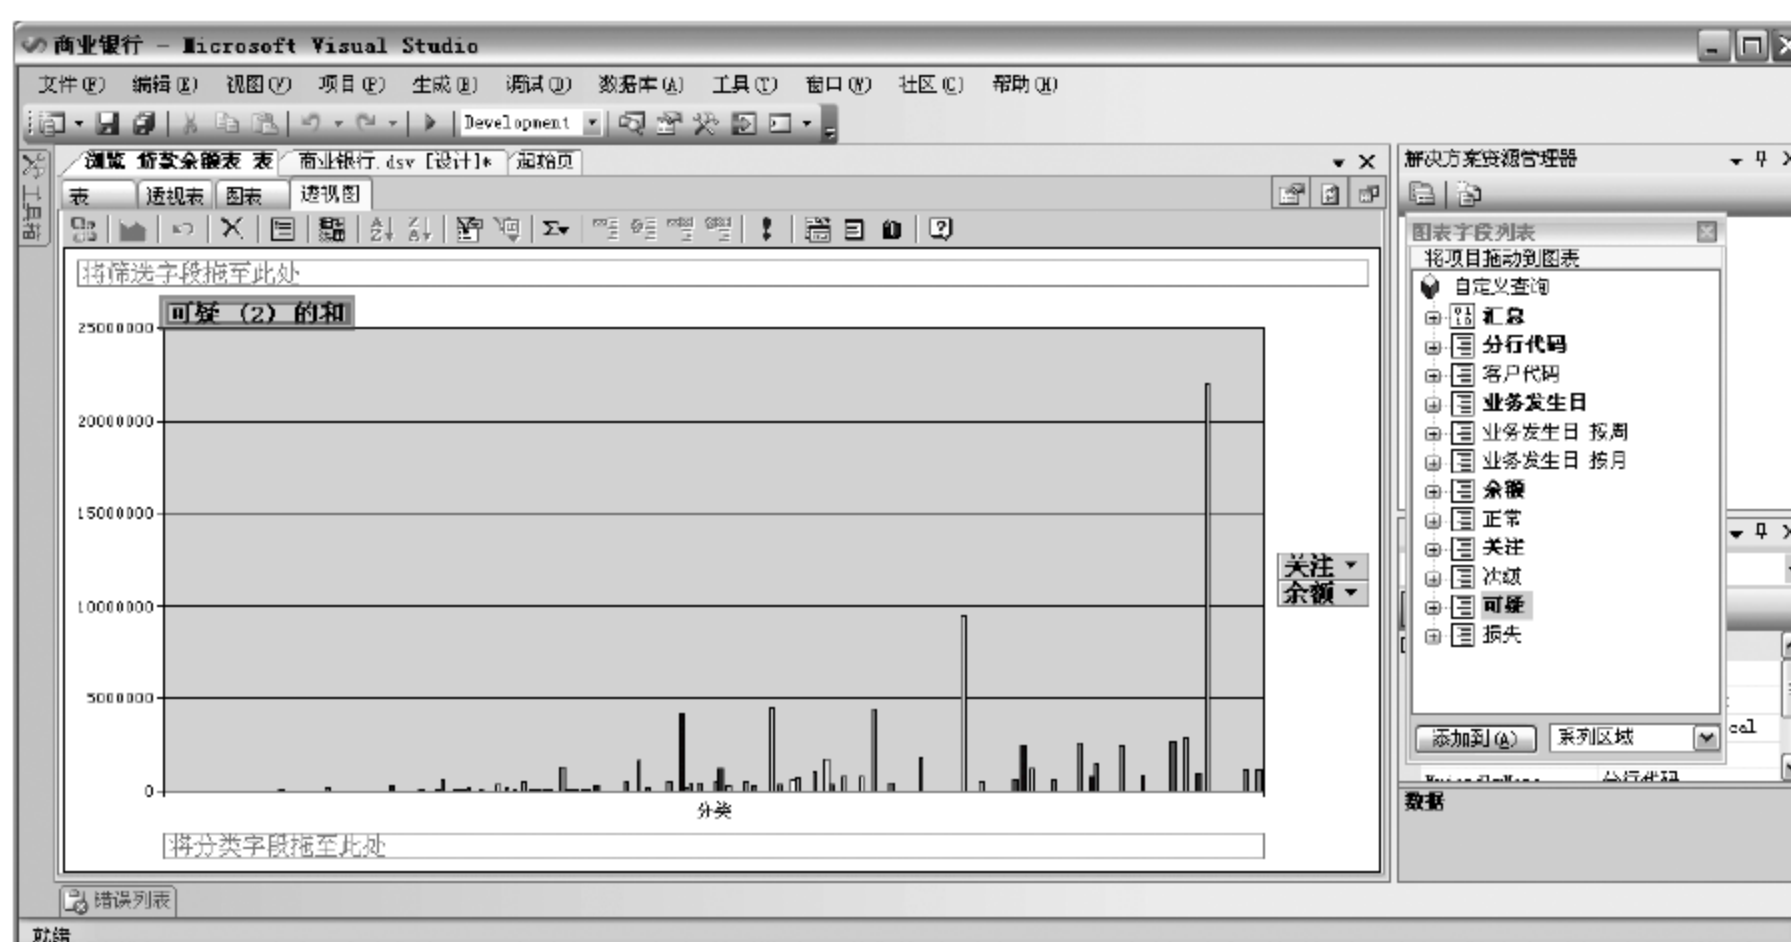 商业银行 - Microsoft Visual Studio
文件(F) 编辑(E) 视图(V) 项目(P) 生成(B) 调试(D) 数据库(A) 工具(T) 窗口(W) 社区(C) 帮助(H)
Development
工具箱
浏览 贷款余额表 表 商业银行.dsv [设计]* 起始页
表 透视表 图表 透视图
将筛选字段拖至此处
可疑 (2) 的和
25000000
20000000
15000000
10000000
5000000
0
分类
关注
余额
将分类字段拖至此处
解决方案资源管理器
图表字段列表
将项目拖动到图表
自定义查询
汇总
分行代码
客户代码
业务发生日
业务发生日 按周
业务发生日 按月
余额
正常
关注
次级
可疑
损失
添加到(A) 系列区域
cal
分行代码
数据
错误列表
就绪